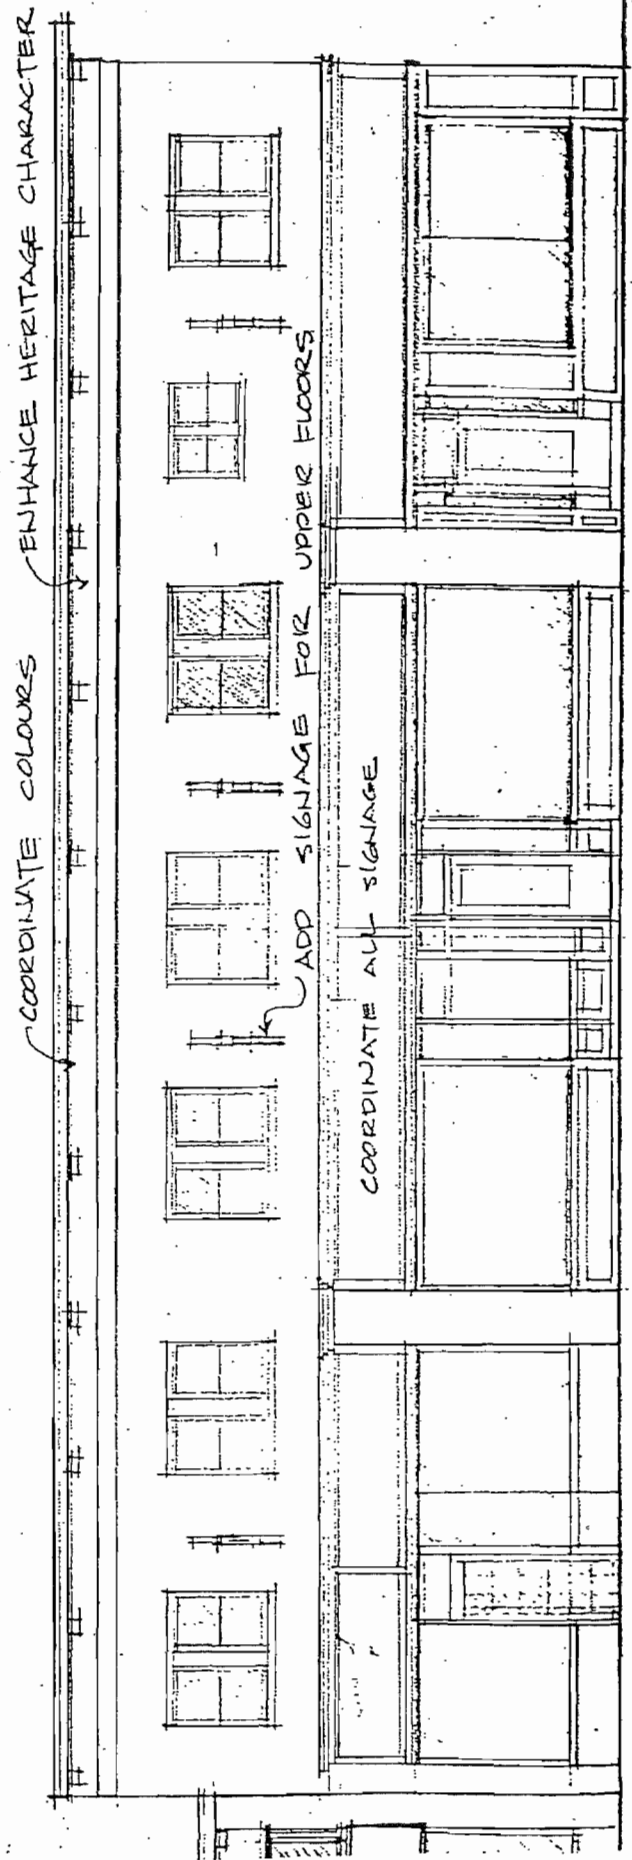 COORDINATE COLOURS
ENHANCE HERITAGE CHARACTER
ADD SIGNAGE FOR UPPER FLOORS
COORDINATE ALL SIGNAGE